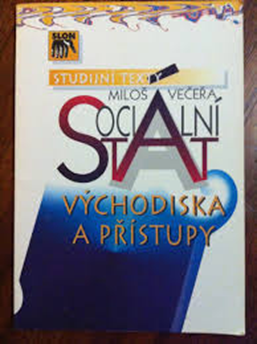 SLON
STUDIJNÍ TEXTY
MILOŠ VEČEŘA
SOCIÁLNÍ
STÁT
VÝCHODISKA
A PŘÍSTUPY